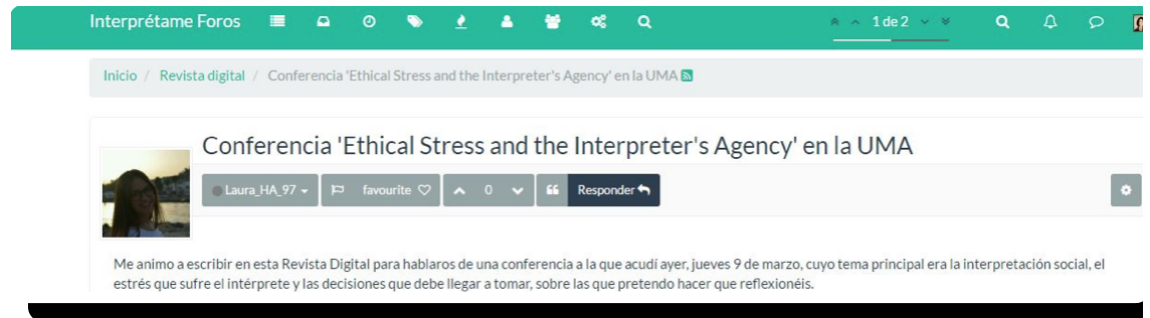 Interprétame Foros
1 de 2
Inicio / Revista digital / Conferencia 'Ethical Stress and the Interpreter's Agency' en la UMA
Conferencia 'Ethical Stress and the Interpreter's Agency' en la UMA
Laura_HA_97 favourite 0 Responder
Me animo a escribir en esta Revista Digital para hablaros de una conferencia a la que acudí ayer, jueves 9 de marzo, cuyo tema principal era la interpretación social, el
estrés que sufre el intérprete y las decisiones que debe llegar a tomar, sobre las que pretendo hacer que reflexionéis.